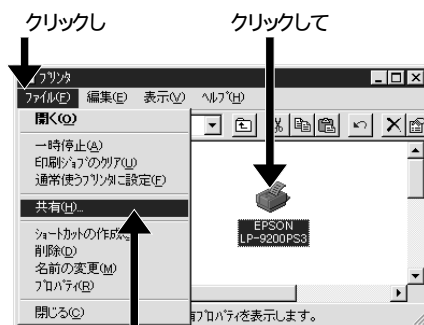 クリックし
クリックして
プリンタ
ファイル(F) 編集(E) 表示(V) ヘルプ(H)
開く(O)
一時停止(A)
印刷ジョブのクリア(U)
通常使うプリンタに設定(F)
共有(H)...
ショートカットの作成
削除(D)
名前の変更(M)
プロパティ(R)
閉じる(C)
EPSON
LP-9200PS3
プロパティを表示します。